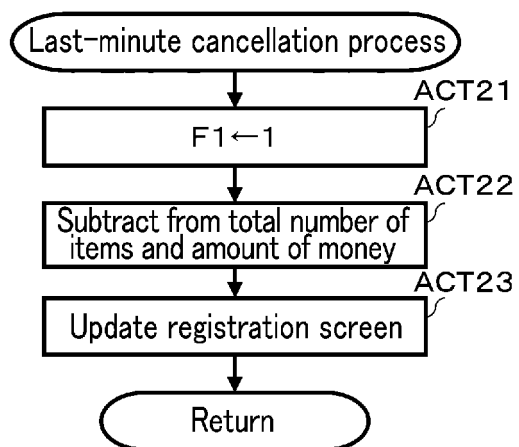 Last-minute cancellation process
ACT21
F1←1
ACT22
Subtract from total number of
items and amount of money
ACT23
Update registration screen
Return